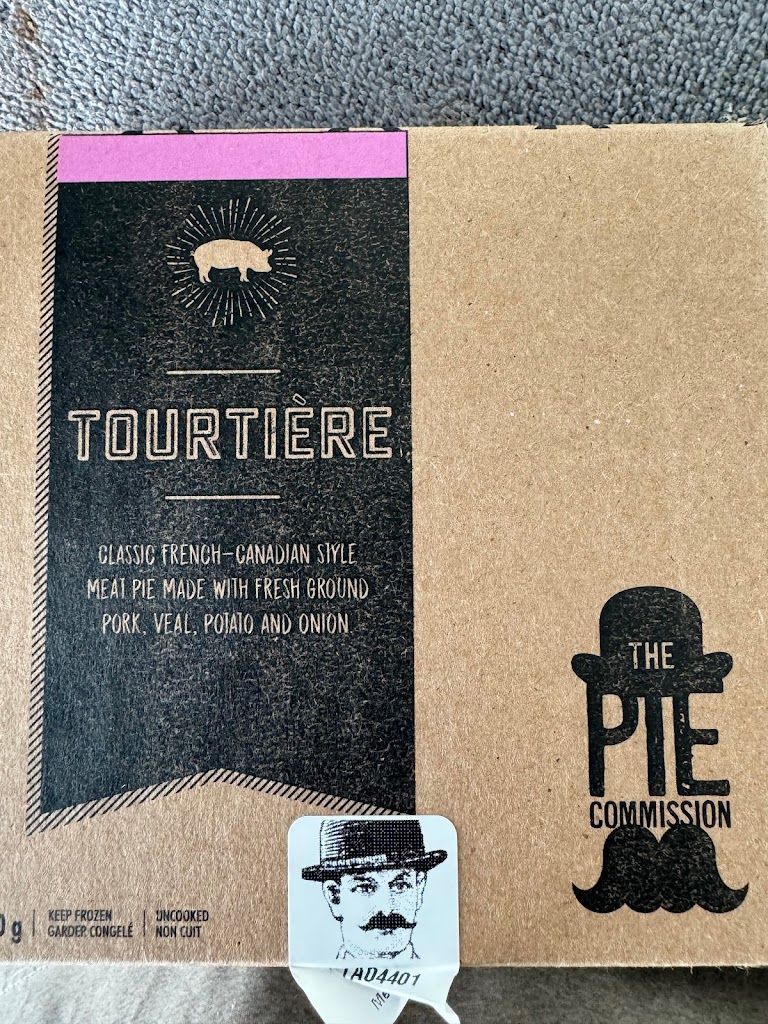 TOURTIÈRE
CLASSIC FRENCH-CANADIAN STYLE
MEAT PIE MADE WITH FRESH GROUND
PORK, VEAL, POTATO AND ONION
THE
PIE
COMMISSION
g
KEEP FROZEN
GARDER CONGELÉ
UNCOOKED
NON CUIT